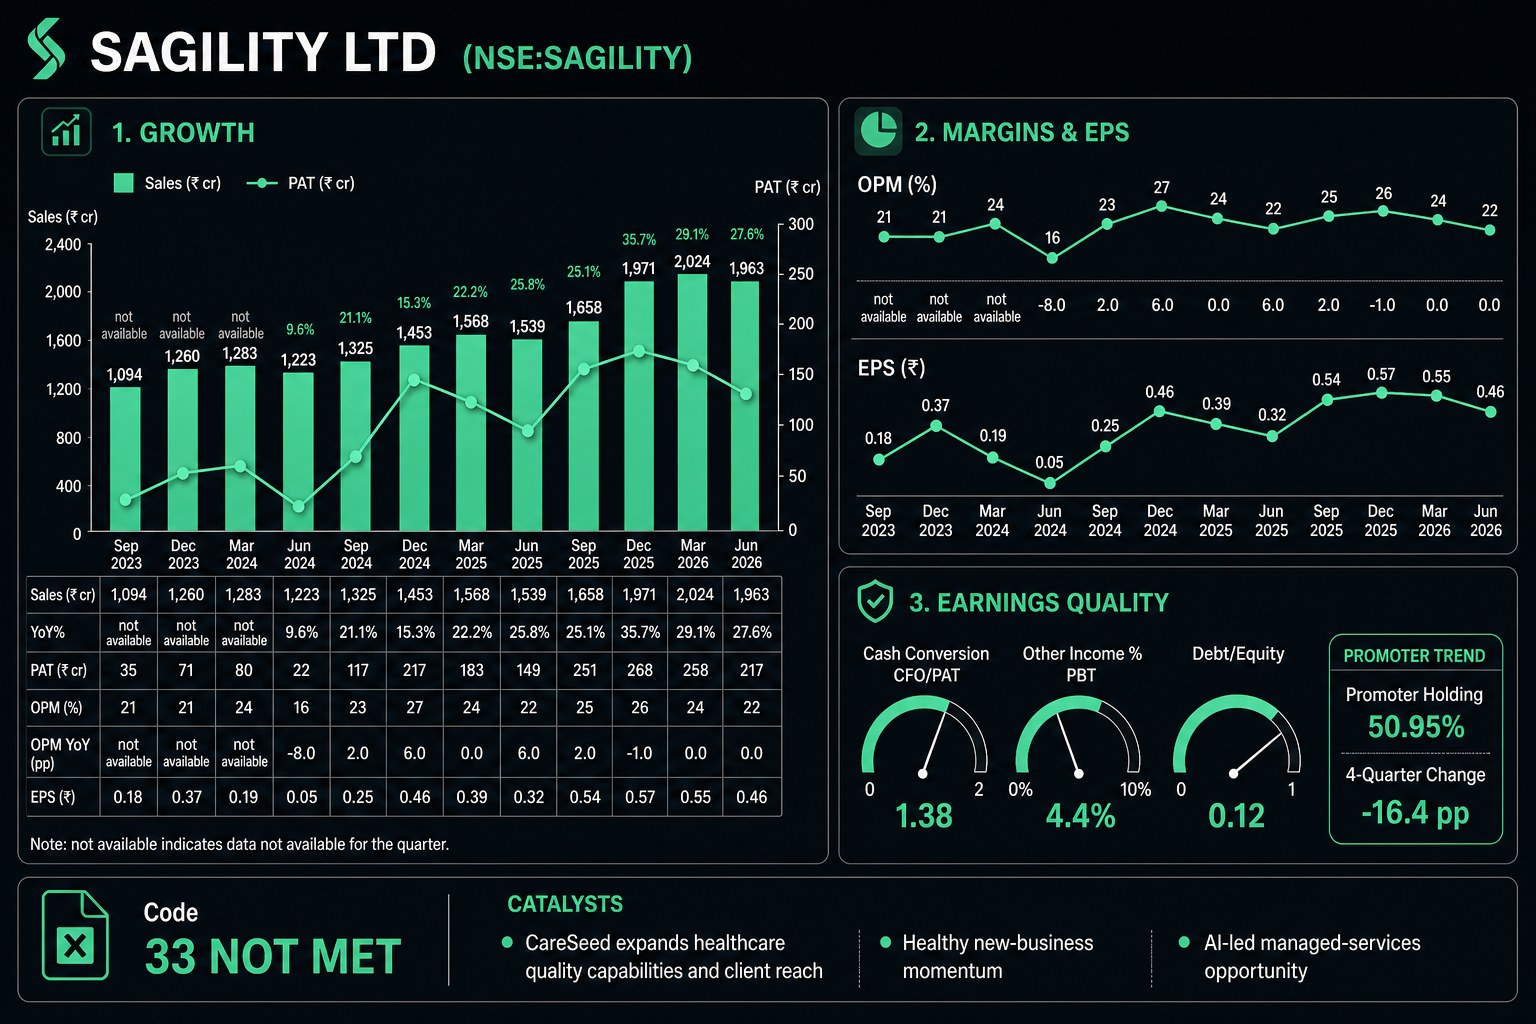 SAGILITY LTD (NSE:SAGILITY)
1. GROWTH
Sales (₹ cr) PAT (₹ cr)
PAT (₹ cr)
Sales (₹ cr)
2,400
2,000
1,600
1,200
800
400
0
300
250
200
150
100
50
0
not available
not available
not available
9.6%
21.1%
15.3%
22.2%
25.8%
25.1%
35.7%
29.1%
27.6%
1,094
1,260
1,283
1,223
1,325
1,453
1,568
1,539
1,658
1,971
2,024
1,963
Sep Dec Mar Jun Sep Dec Mar Jun Sep Dec Mar Jun
2023 2023 2024 2024 2024 2024 2025 2025 2025 2025 2026 2026
Sales (₹ cr) 1,094 1,260 1,283 1,223 1,325 1,453 1,568 1,539 1,658 1,971 2,024 1,963
YoY% not available not available not available 9.6% 21.1% 15.3% 22.2% 25.8% 25.1% 35.7% 29.1% 27.6%
PAT (₹ cr) 35 71 80 22 117 217 183 149 251 268 258 217
OPM (%) 21 21 24 16 23 27 24 22 25 26 24 22
OPM YoY (pp) not available not available not available -8.0 2.0 6.0 0.0 6.0 2.0 -1.0 0.0 0.0
EPS (₹) 0.18 0.37 0.19 0.05 0.25 0.46 0.39 0.32 0.54 0.57 0.55 0.46
Note: not available indicates data not available for the quarter.
2. MARGINS & EPS
OPM (%)
21 21 24 16 23 27 24 22 25 26 24 22
not available not available not available -8.0 2.0 6.0 0.0 6.0 2.0 -1.0 0.0 0.0
EPS (₹)
0.18 0.37 0.19 0.05 0.25 0.46 0.39 0.32 0.54 0.57 0.55 0.46
Sep Dec Mar Jun Sep Dec Mar Jun Sep Dec Mar Jun
2023 2023 2024 2024 2024 2024 2025 2025 2025 2025 2026 2026
3. EARNINGS QUALITY
Cash Conversion
CFO/PAT
0 2
1.38
Other Income %
PBT
0% 10%
4.4%
Debt/Equity
0 1
0.12
PROMOTER TREND
Promoter Holding
50.95%
4-Quarter Change
-16.4 pp
Code
33 NOT MET
CATALYSTS
CareSeed expands healthcare
quality capabilities and client reach
Healthy new-business
momentum
AI-led managed-services
opportunity